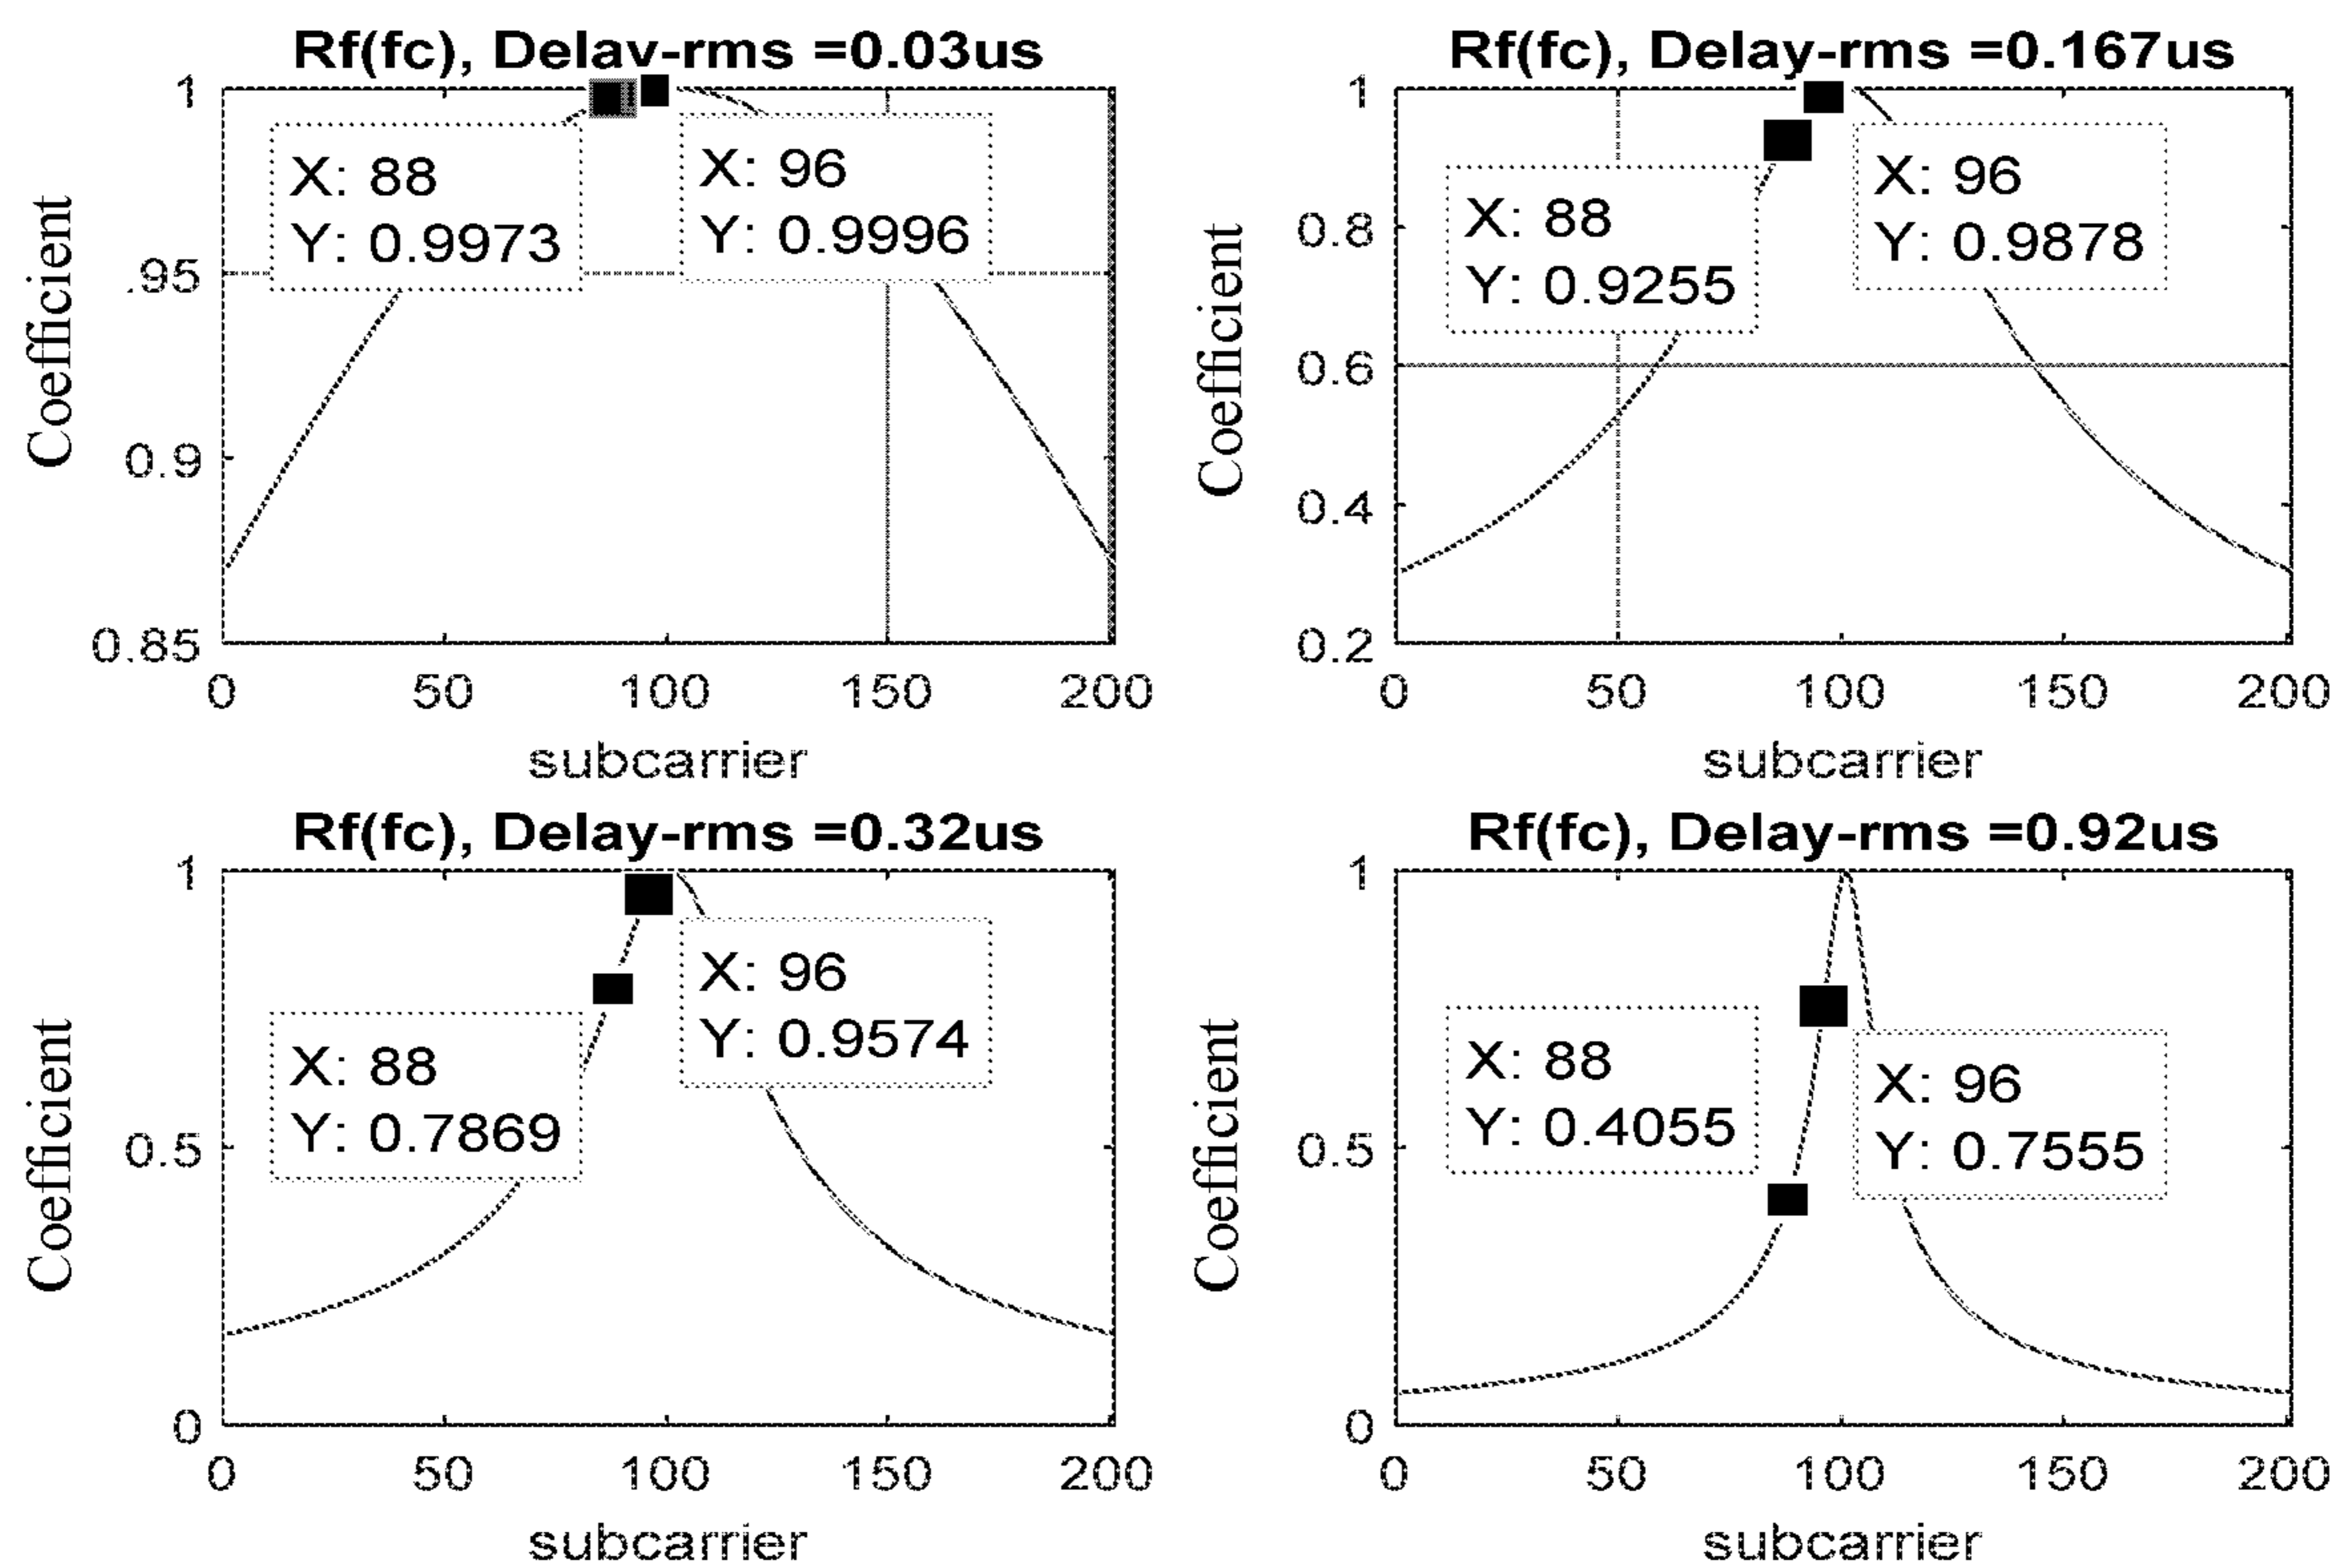 Rf(fc), Delay-rms =0.03us
1
.95
0.9
0.85
Coefficient
X: 88
Y: 0.9973
X: 96
Y: 0.9996
0 50 100 150 200
subcarrier
Rf(fc), Delay-rms =0.167us
1
0.8
0.6
0.4
0.2
Coefficient
X: 88
Y: 0.9255
X: 96
Y: 0.9878
0 50 100 150 200
subcarrier
Rf(fc), Delay-rms =0.32us
1
0.5
0
Coefficient
X: 88
Y: 0.7869
X: 96
Y: 0.9574
0 50 100 150 200
subcarrier
Rf(fc), Delay-rms =0.92us
1
0.5
0
Coefficient
X: 88
Y: 0.4055
X: 96
Y: 0.7555
0 50 100 150 200
subcarrier